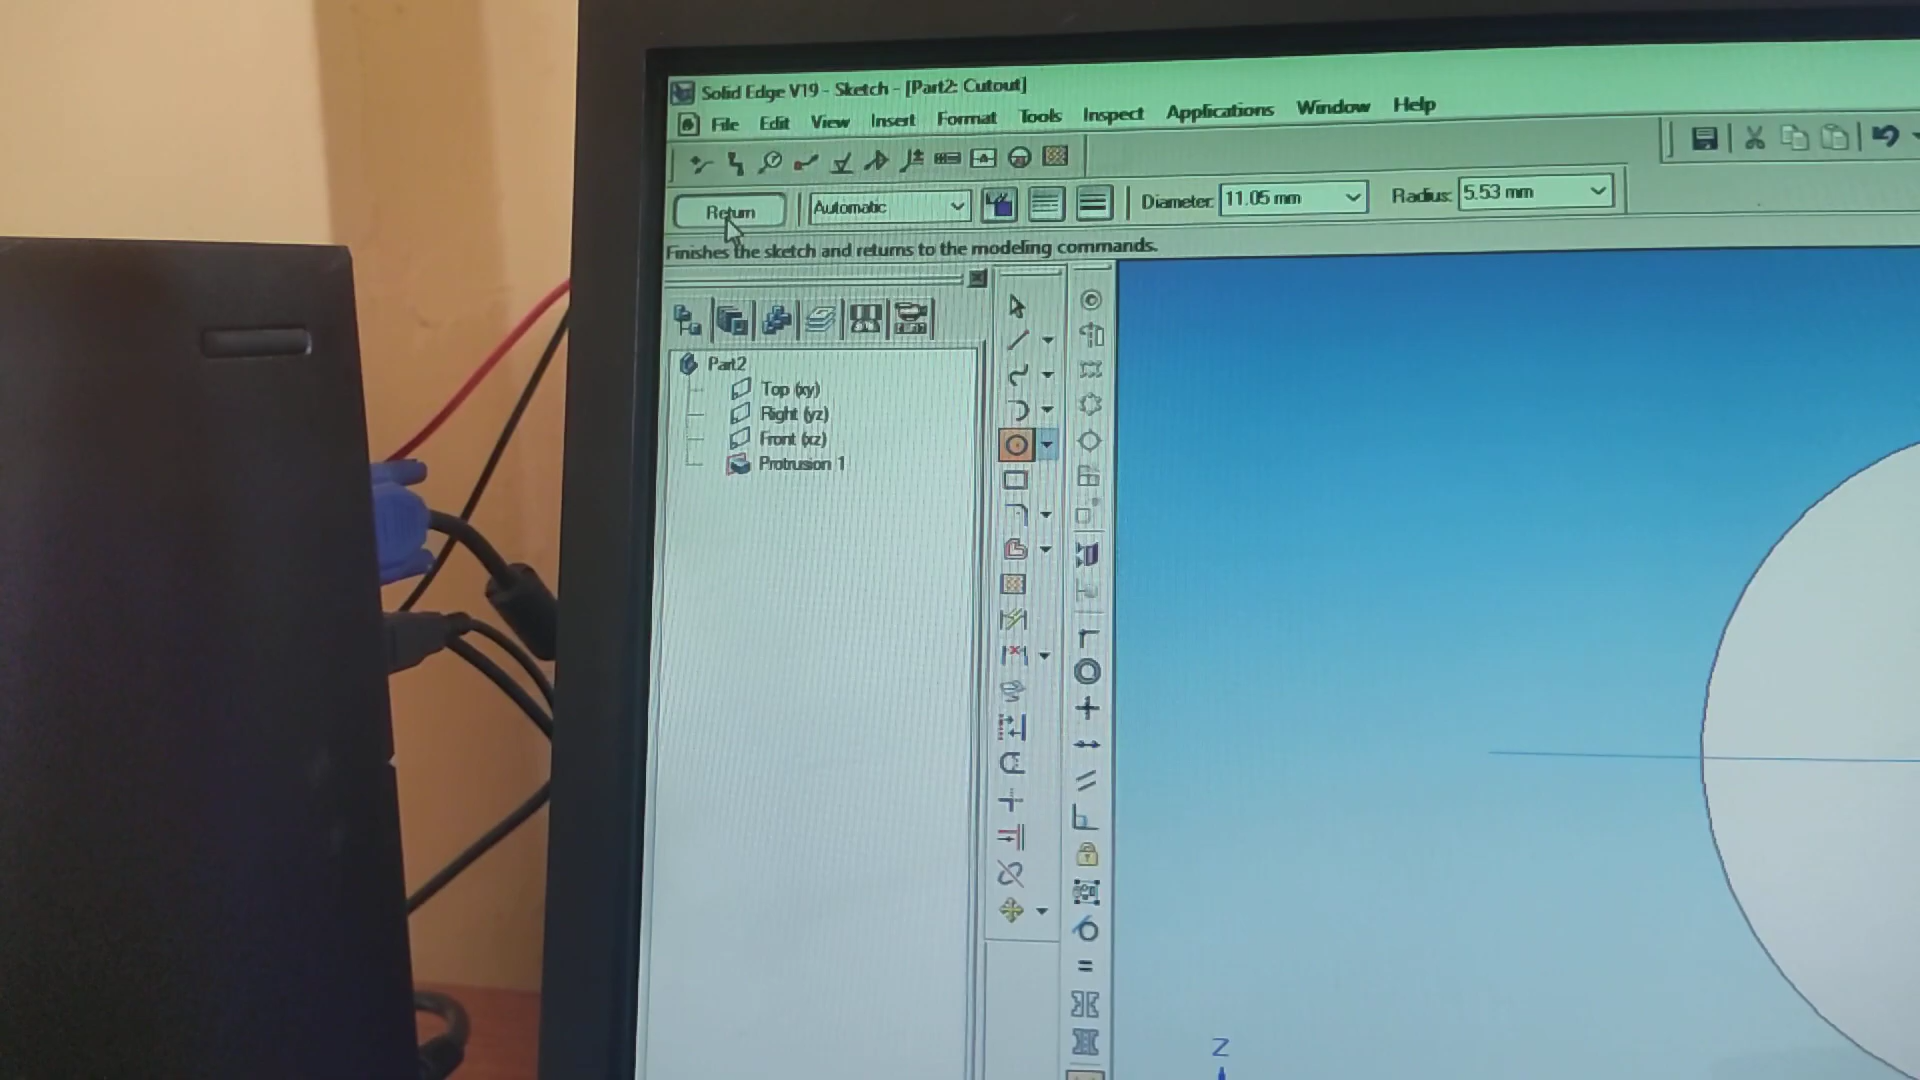 Solid Edge V19 - Sketch - [Part2: Cutout]
File Edit View Insert Format Tools Inspect Applications Window Help
Return Automatic Diameter: 11.05 mm Radius: 5.53 mm
Finishes the sketch and returns to the modeling commands.
Part2
Top (xy)
Right (yz)
Front (xz)
Protrusion 1
Z